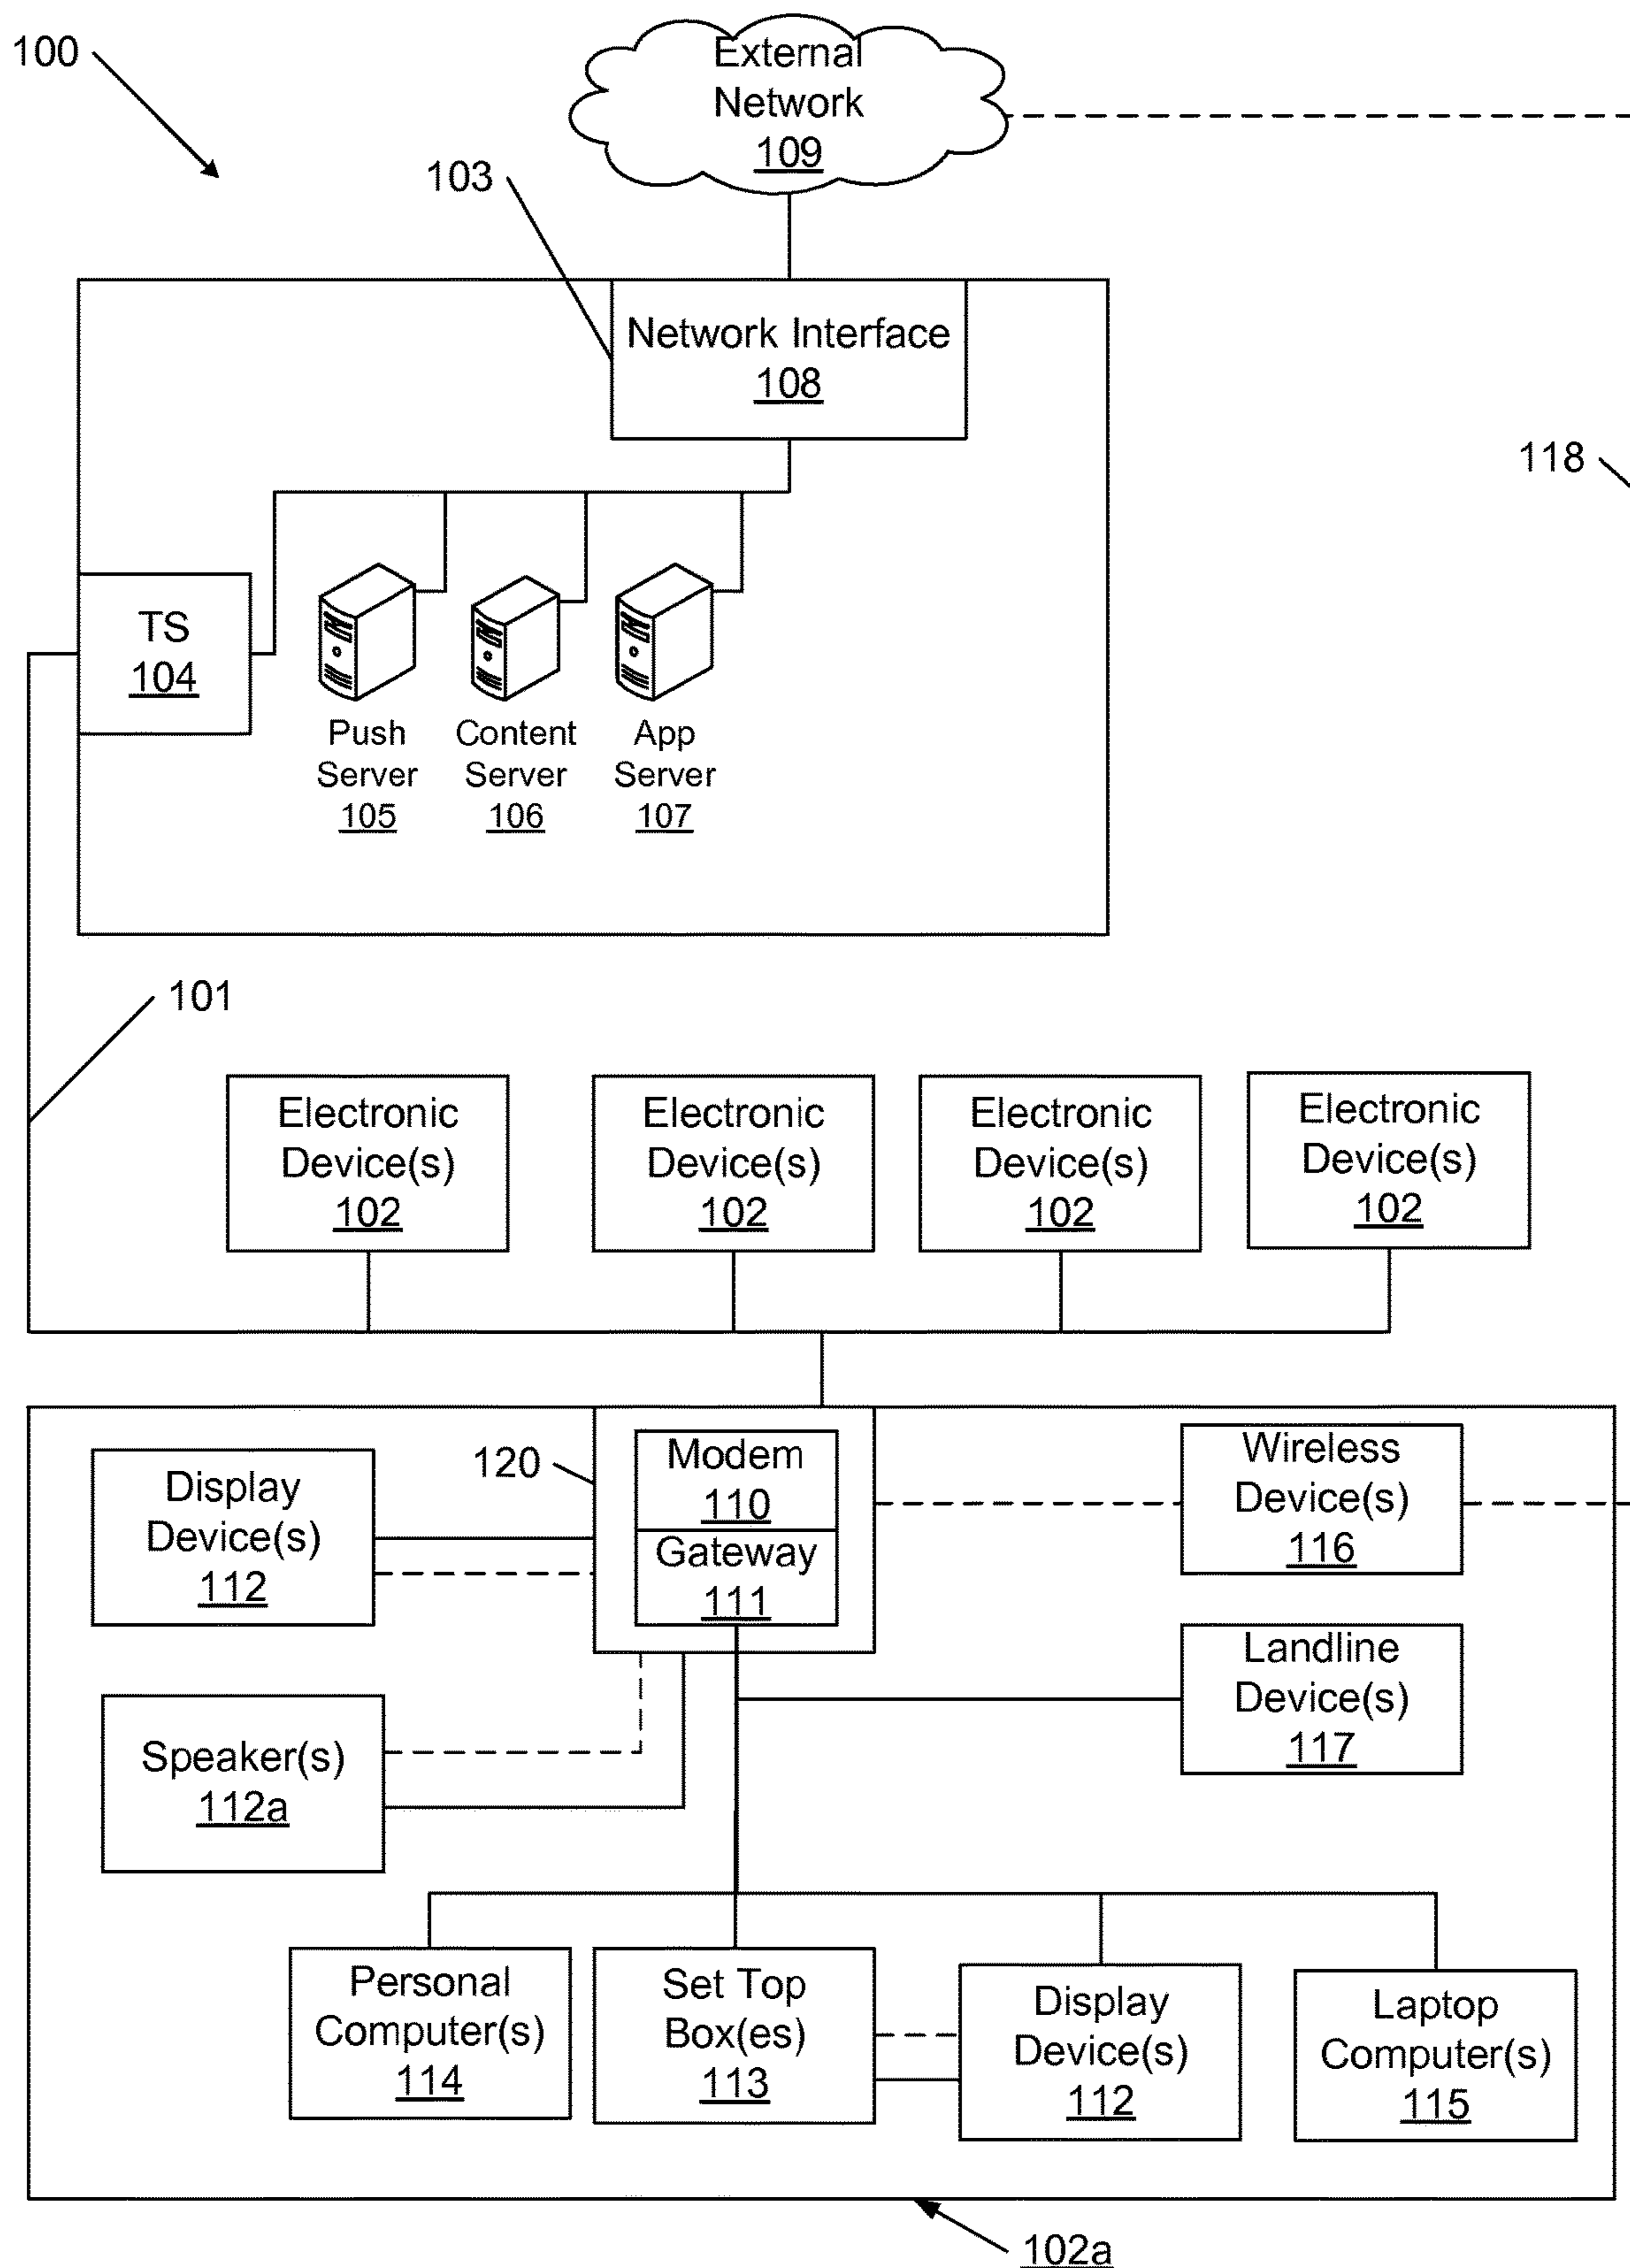 100
External
Network
109
103
Network Interface
108
118
TS
104
Push
Server
105
Content
Server
106
App
Server
107
101
Electronic
Device(s)
102
Electronic
Device(s)
102
Electronic
Device(s)
102
Electronic
Device(s)
102
120
Modem
110
Gateway
111
Display
Device(s)
112
Wireless
Device(s)
116
Landline
Device(s)
117
Speaker(s)
112a
Personal
Computer(s)
114
Set Top
Box(es)
113
Display
Device(s)
112
Laptop
Computer(s)
115
102a